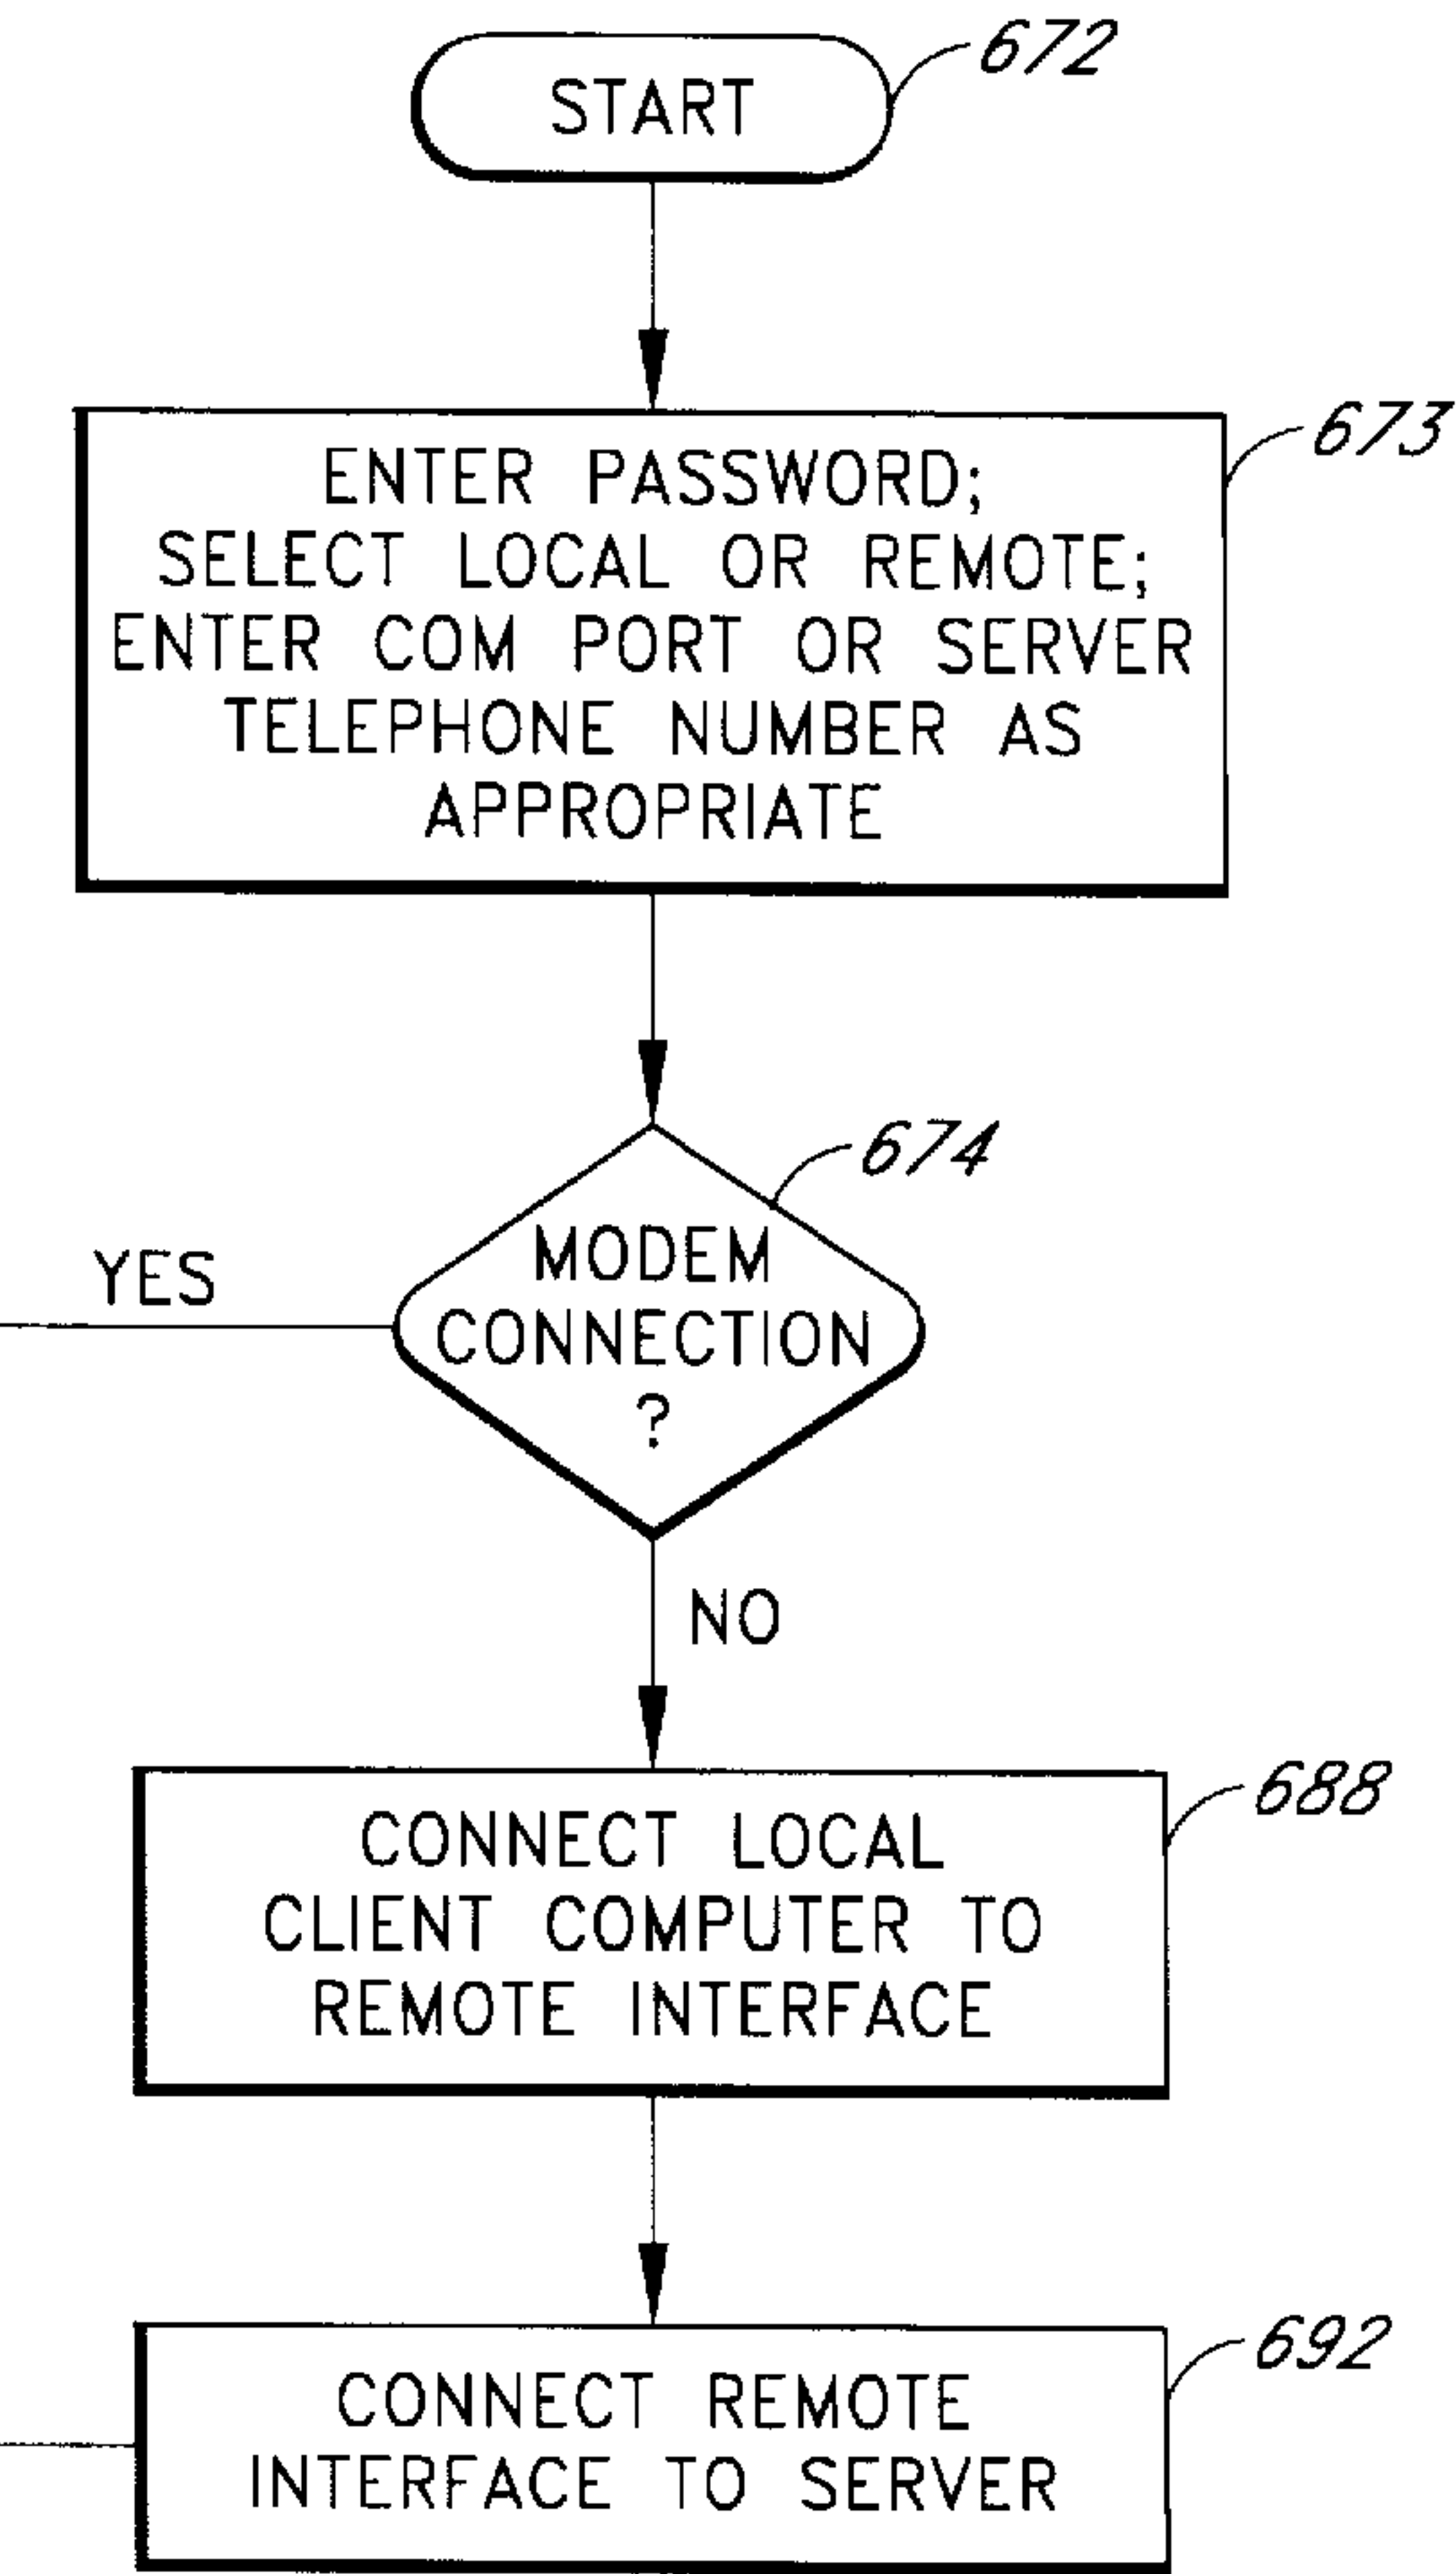 START
672
ENTER PASSWORD;
SELECT LOCAL OR REMOTE;
ENTER COM PORT OR SERVER
TELEPHONE NUMBER AS
APPROPRIATE
673
MODEM
CONNECTION
?
674
YES
NO
CONNECT LOCAL
CLIENT COMPUTER TO
REMOTE INTERFACE
688
CONNECT REMOTE
INTERFACE TO SERVER
692